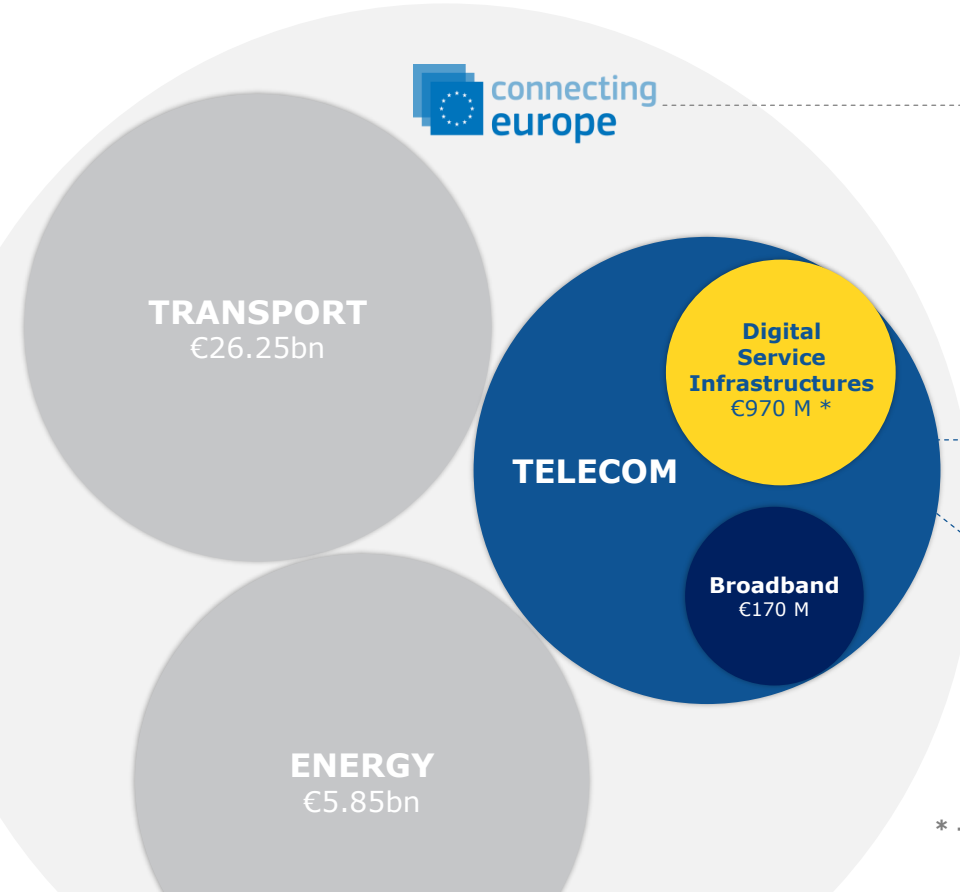 connecting
europe
TRANSPORT
€26.25bn
Digital
Service
Infrastructures
€970 M *
TELECOM
Broadband
€170 M
ENERGY
€5.85bn
*